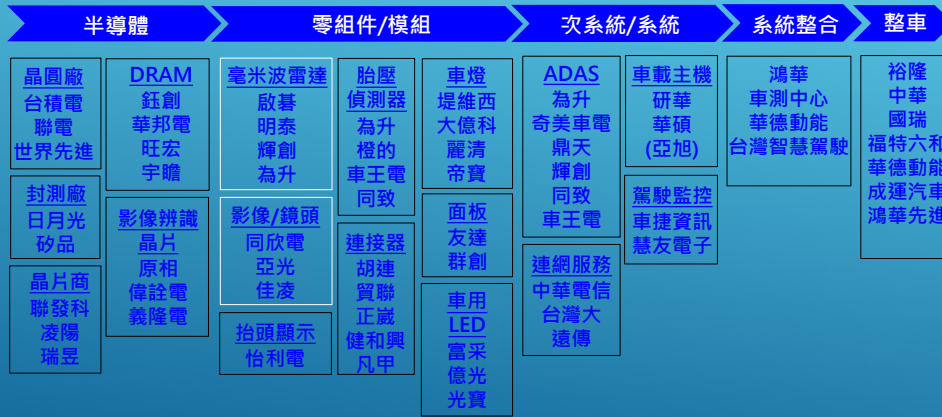 半導體
零組件/模組
次系統/系統
系統整合
整車
晶圓廠
台積電
聯電
世界先進
封測廠
日月光
矽品
晶片商
聯發科
凌陽
瑞昱
DRAM
鈺創
華邦電
旺宏
宇瞻
影像辨識
晶片
原相
偉詮電
義隆電
毫米波雷達
啟碁
明泰
輝創
為升
影像/鏡頭
同欣電
亞光
佳凌
抬頭顯示
怡利電
胎壓
偵測器
為升
橙的
車王電
同致
連接器
胡連
貿聯
正崴
健和興
凡甲
車燈
堤維西
大億科
麗清
帝寶
面板
友達
群創
車用
LED
富采
億光
光寶
ADAS
為升
奇美車電
鼎天
輝創
同致
車王電
連網服務
中華電信
台灣大
遠傳
車載主機
研華
華碩
(亞旭)
駕駛監控
車捷資訊
慧友電子
鴻華
車測中心
華德動能
台灣智慧駕駛
裕隆
中華
國瑞
福特六和
華德動能
成運汽車
鴻華先進